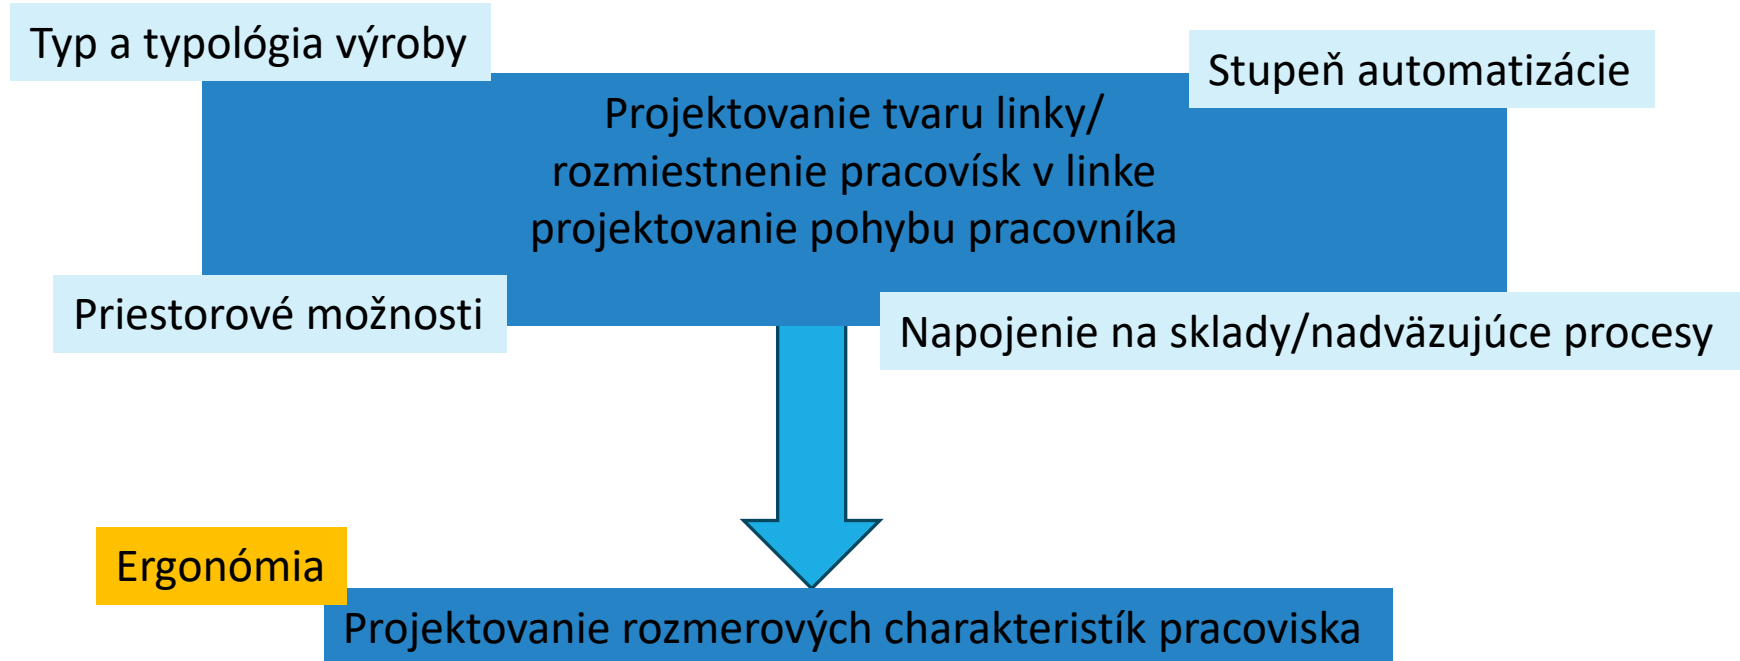 Typ a typológia výroby
Stupeň automatizácie
Projektovanie tvaru linky/
rozmiestnenie pracovísk v linke
projektovanie pohybu pracovníka
Priestorové možnosti
Napojenie na sklady/nadväzujúce procesy
Ergonómia
Projektovanie rozmerových charakteristík pracoviska